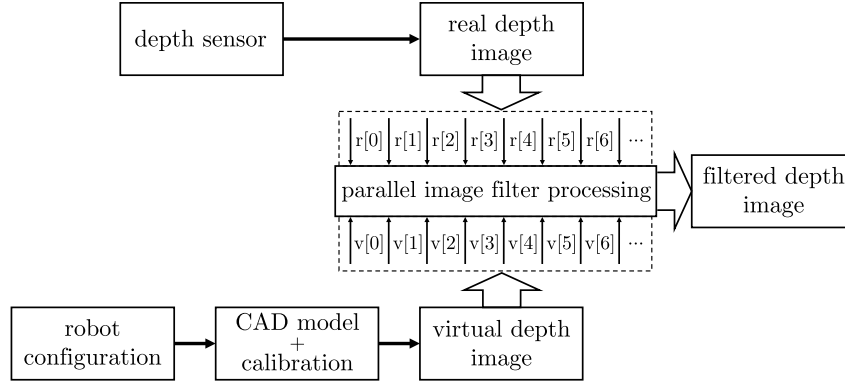 depth sensor
real depth
image
r[0] r[1] r[2] r[3] r[4] r[5] r[6] ...
parallel image filter processing
filtered depth
image
v[0] v[1] v[2] v[3] v[4] v[5] v[6] ...
robot
configuration
CAD model
+
calibration
virtual depth
image